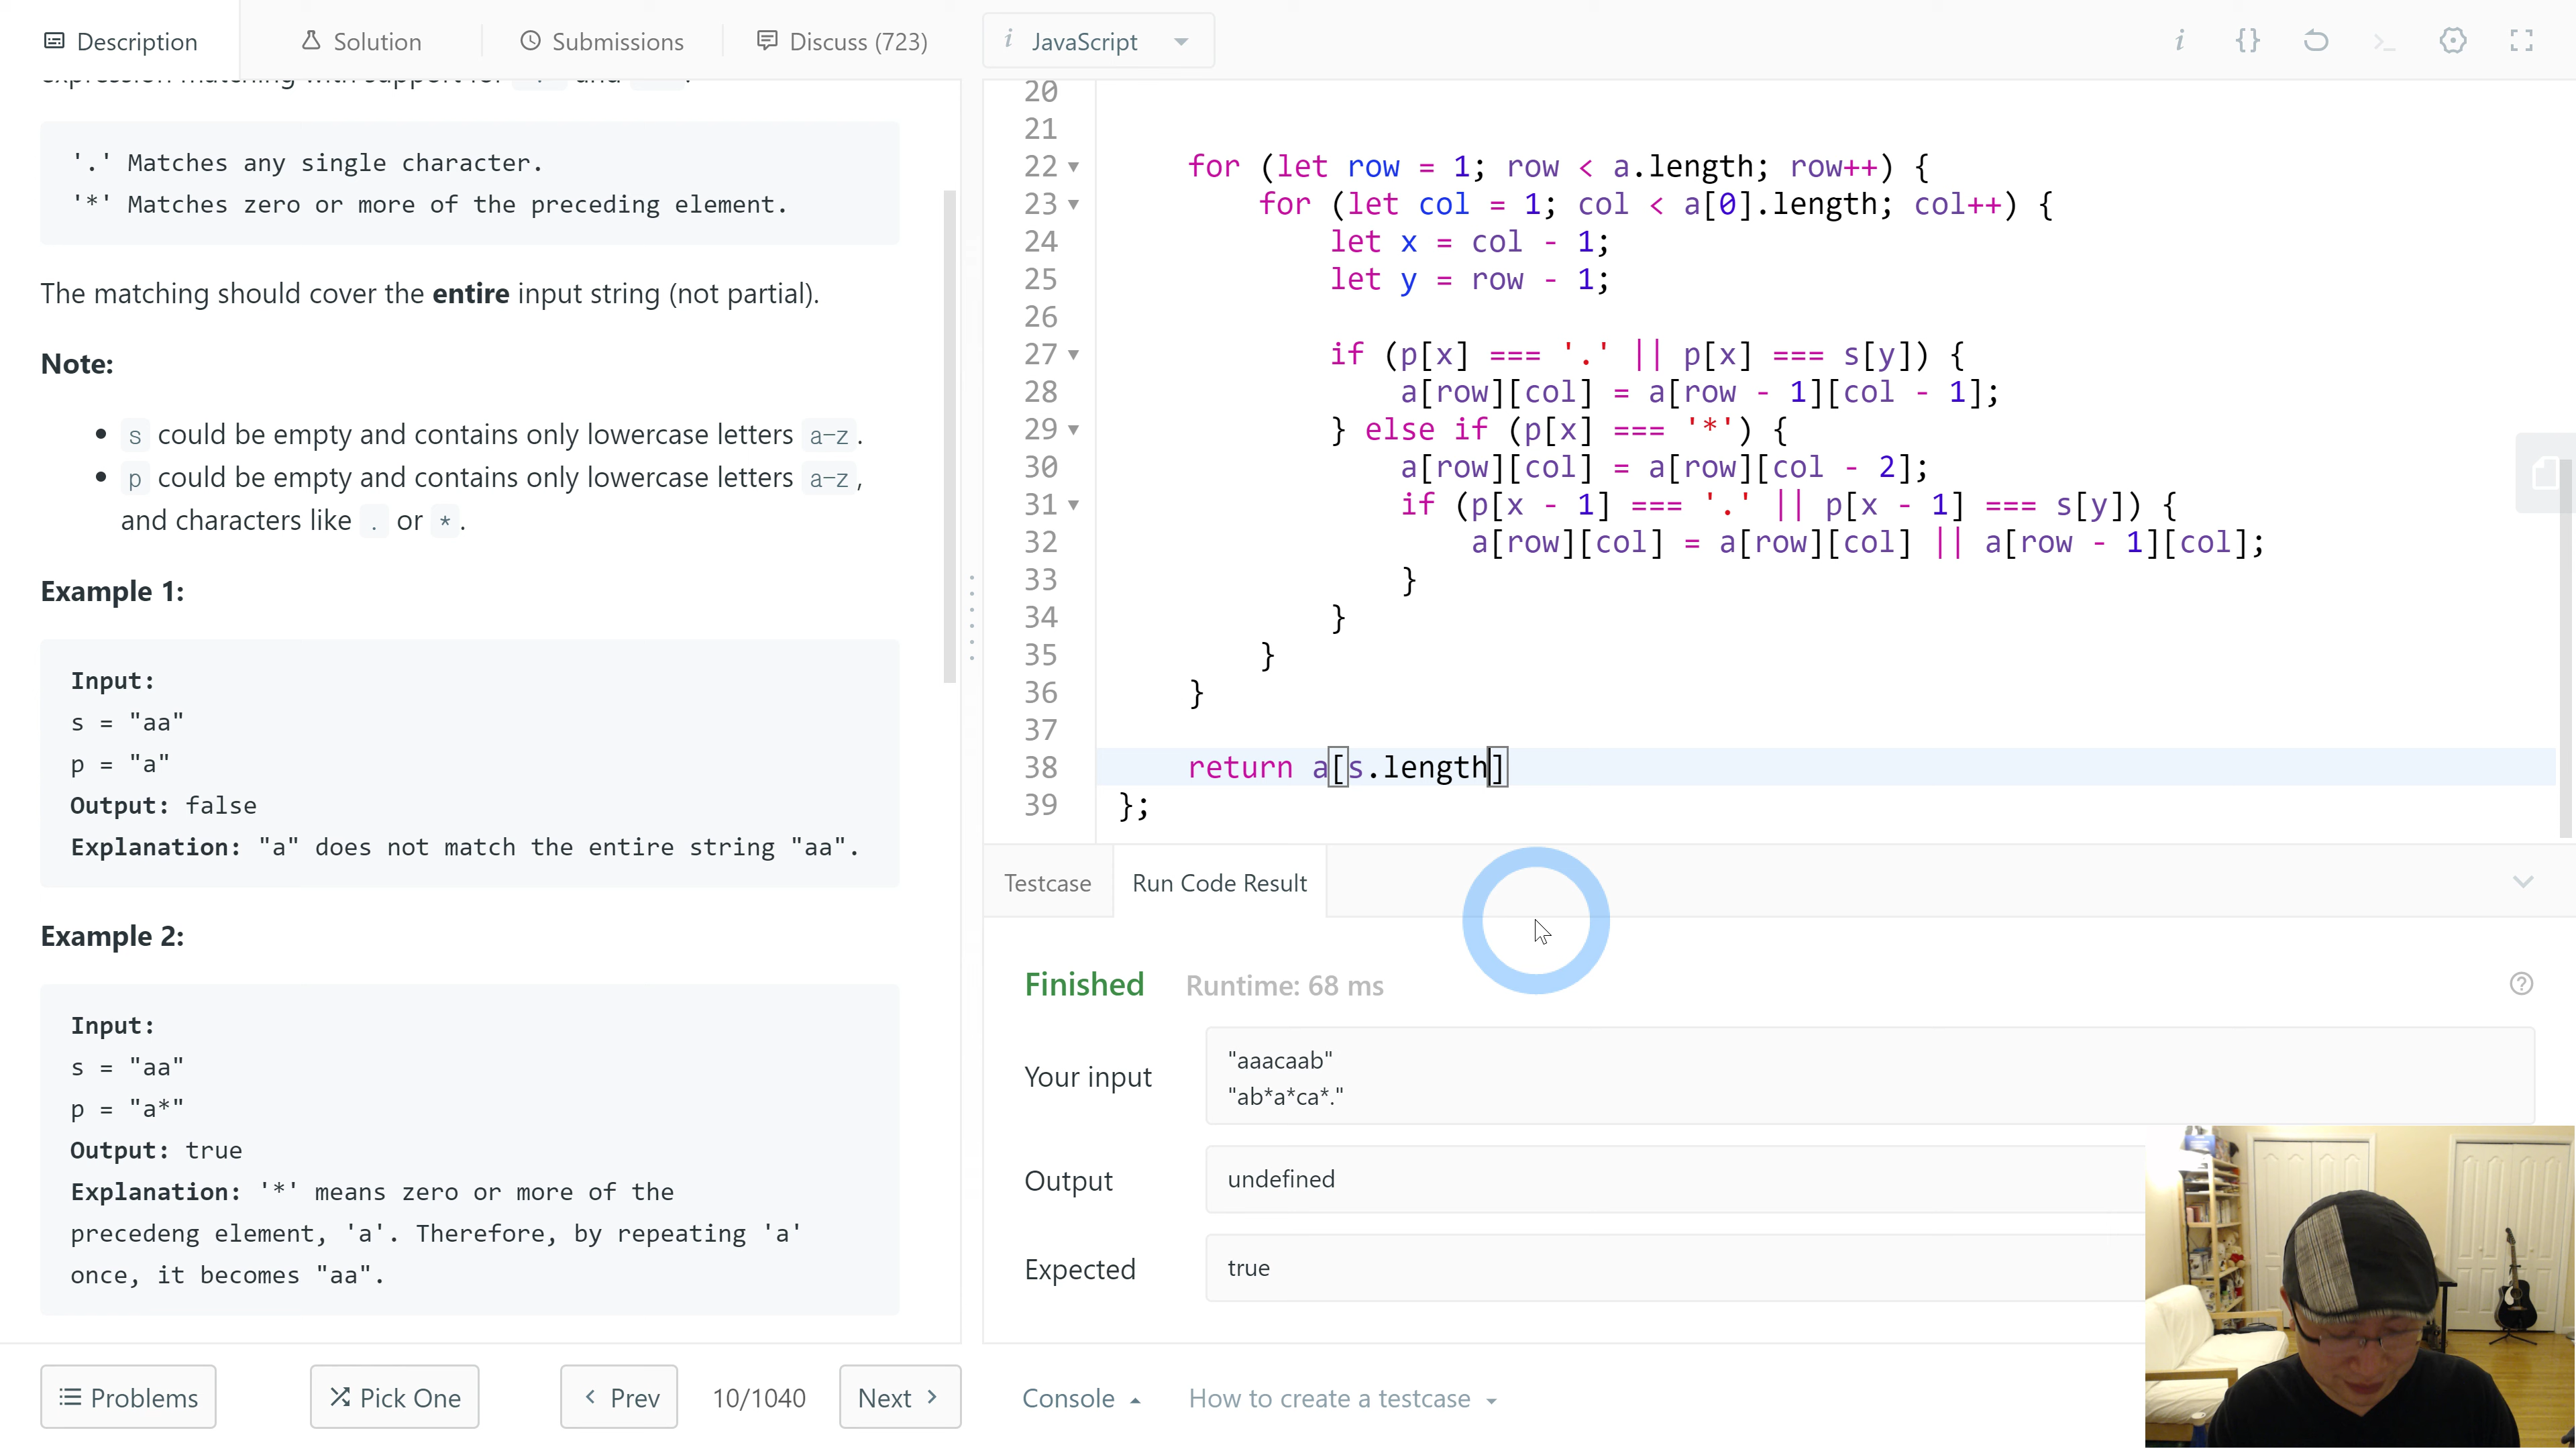 Description
Solution
Submissions
Discuss (723)
JavaScript
expression matching with support for '.' and '*'.
'.' Matches any single character.
'*' Matches zero or more of the preceding element.
The matching should cover the entire input string (not partial).
Note:
s could be empty and contains only lowercase letters a-z.
p could be empty and contains only lowercase letters a-z,
and characters like . or *.
Example 1:
Input:
s = "aa"
p = "a"
Output: false
Explanation: "a" does not match the entire string "aa".
Example 2:
Input:
s = "aa"
p = "a*"
Output: true
Explanation: '*' means zero or more of the
precedeng element, 'a'. Therefore, by repeating 'a'
once, it becomes "aa".
20
21
22 for (let row = 1; row < a.length; row++) {
23 for (let col = 1; col < a[0].length; col++) {
24 let x = col - 1;
25 let y = row - 1;
26
27 if (p[x] === '.' || p[x] === s[y]) {
28 a[row][col] = a[row - 1][col - 1];
29 } else if (p[x] === '*') {
30 a[row][col] = a[row][col - 2];
31 if (p[x - 1] === '.' || p[x - 1] === s[y]) {
32 a[row][col] = a[row][col] || a[row - 1][col];
33 }
34 }
35 }
36 }
37
38 return a[s.length]
39 };
Testcase
Run Code Result
Finished
Runtime: 68 ms
Your input
"aaacaab"
"ab*a*ca*."
Output
undefined
Expected
true
Problems
Pick One
Prev
10/1040
Next
Console
How to create a testcase